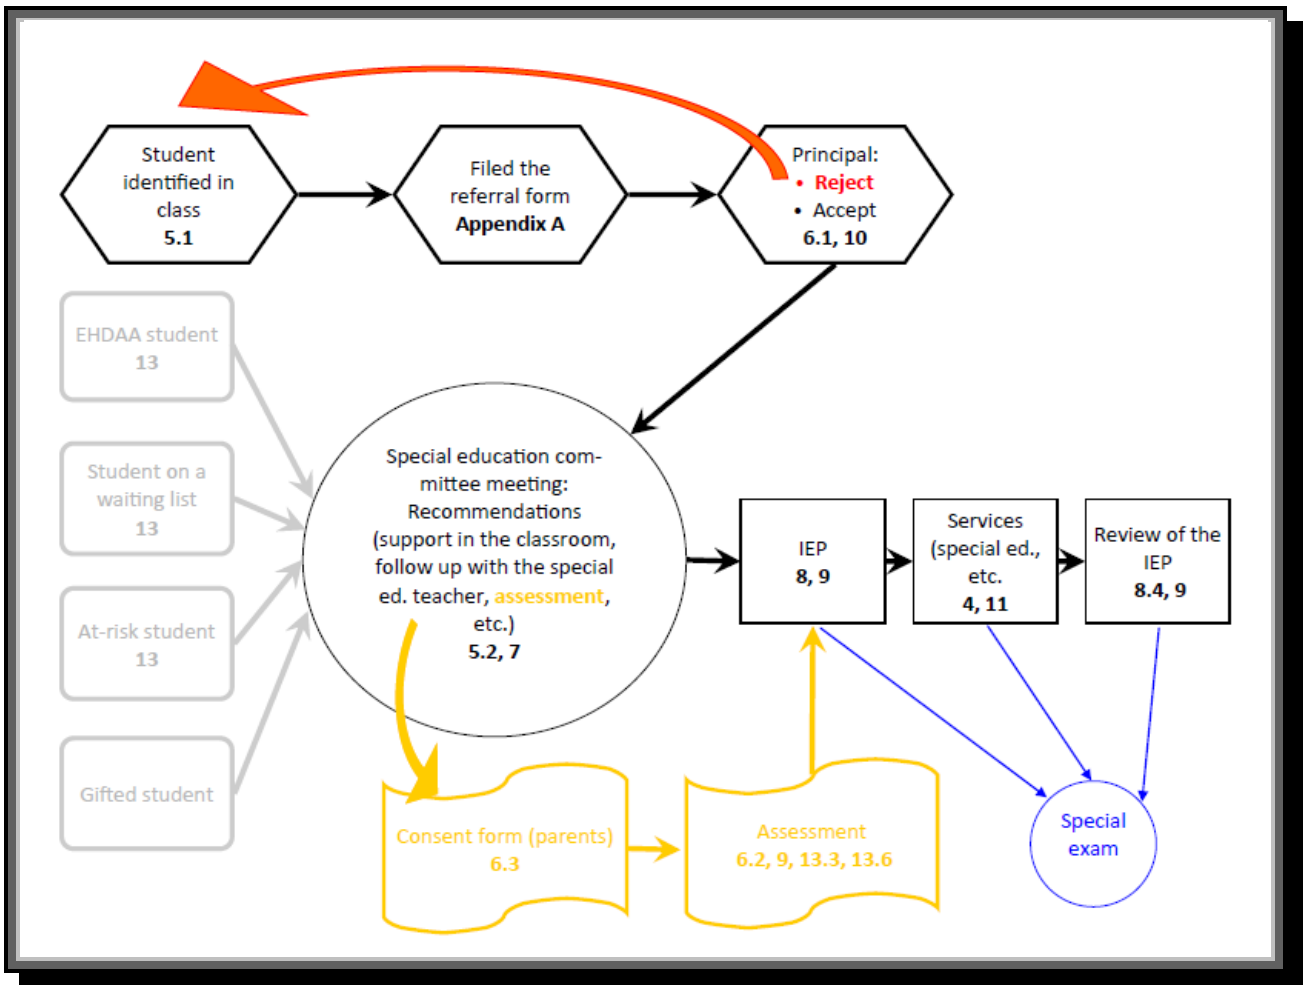 Student
identified in
class
5.1
Filed the
referral form
Appendix A
Principal:
• Reject
• Accept
6.1, 10
EHDAA student
13
Student on a
waiting list
13
At-risk student
13
Gifted student
Special education com-
mittee meeting:
Recommendations
(support in the classroom,
follow up with the special
ed. teacher, assessment,
etc.)
5.2, 7
IEP
8, 9
Services
(special ed.,
etc.
4, 11
Review of the
IEP
8.4, 9
Consent form (parents)
6.3
Assessment
6.2, 9, 13.3, 13.6
Special
exam